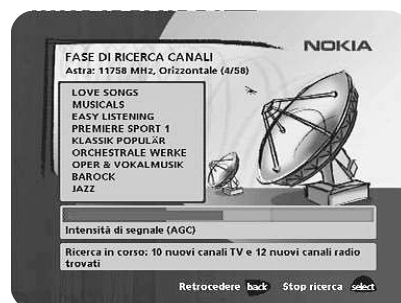 NOKIA
FASE DI RICERCA CANALI
Astra: 11758 MHz, Orizzontale (4/58)
LOVE SONGS
MUSICALS
EASY LISTENING
PREMIERE SPORT 1
KLASSIK POPULÄR
ORCHESTRALE WERKE
OPER & VOKALMUSIK
BAROCK
JAZZ
Intensità di segnale (AGC)
Ricerca in corso: 10 nuovi canali TV e 12 nuovi canali radio
trovati
Retrocedere back Stop ricerca select